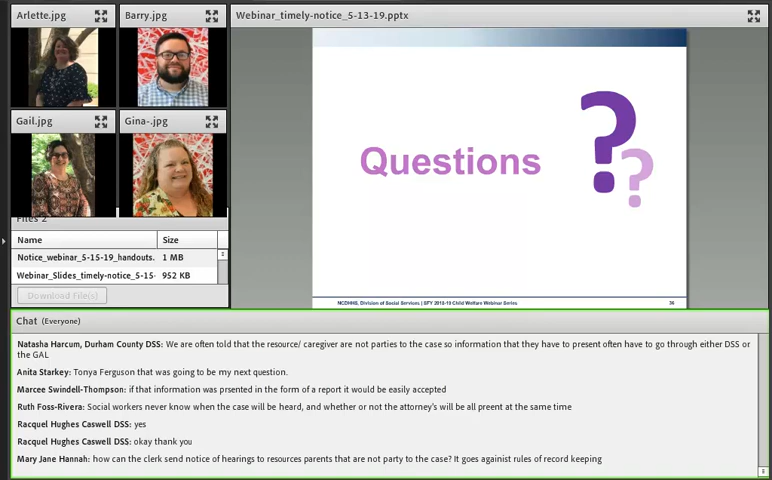 Arlette.jpg
Barry.jpg
Webinar_timely-notice_5-13-19.pptx
Gail.jpg
Gina-.jpg
Questions
??
Files 2
Name
Size
Notice_webinar_5-15-19_handouts.
1 MB
Webinar_Slides_timely-notice_5-15-
952 KB
Download File(s)
NCDHHS, Division of Social Services | SFY 2018-19 Child Welfare Webinar Series
36
Chat (Everyone)
Natasha Harcum, Durham County DSS: We are often told that the resource/ caregiver are not parties to the case so information that they have to present often have to go through either DSS or
the GAL
Anita Starkey: Tonya Ferguson that was going to be my next question.
Marcee Swindell-Thompson: if that information was prsented in the form of a report it would be easily accepted
Ruth Foss-Rivera: Social workers never know when the case will be heard, and whether or not the attorney's will be all preent at the same time
Racquel Hughes Caswell DSS: yes
Racquel Hughes Caswell DSS: okay thank you
Mary Jane Hannah: how can the clerk send notice of hearings to resources parents that are not party to the case? It goes againist rules of record keeping